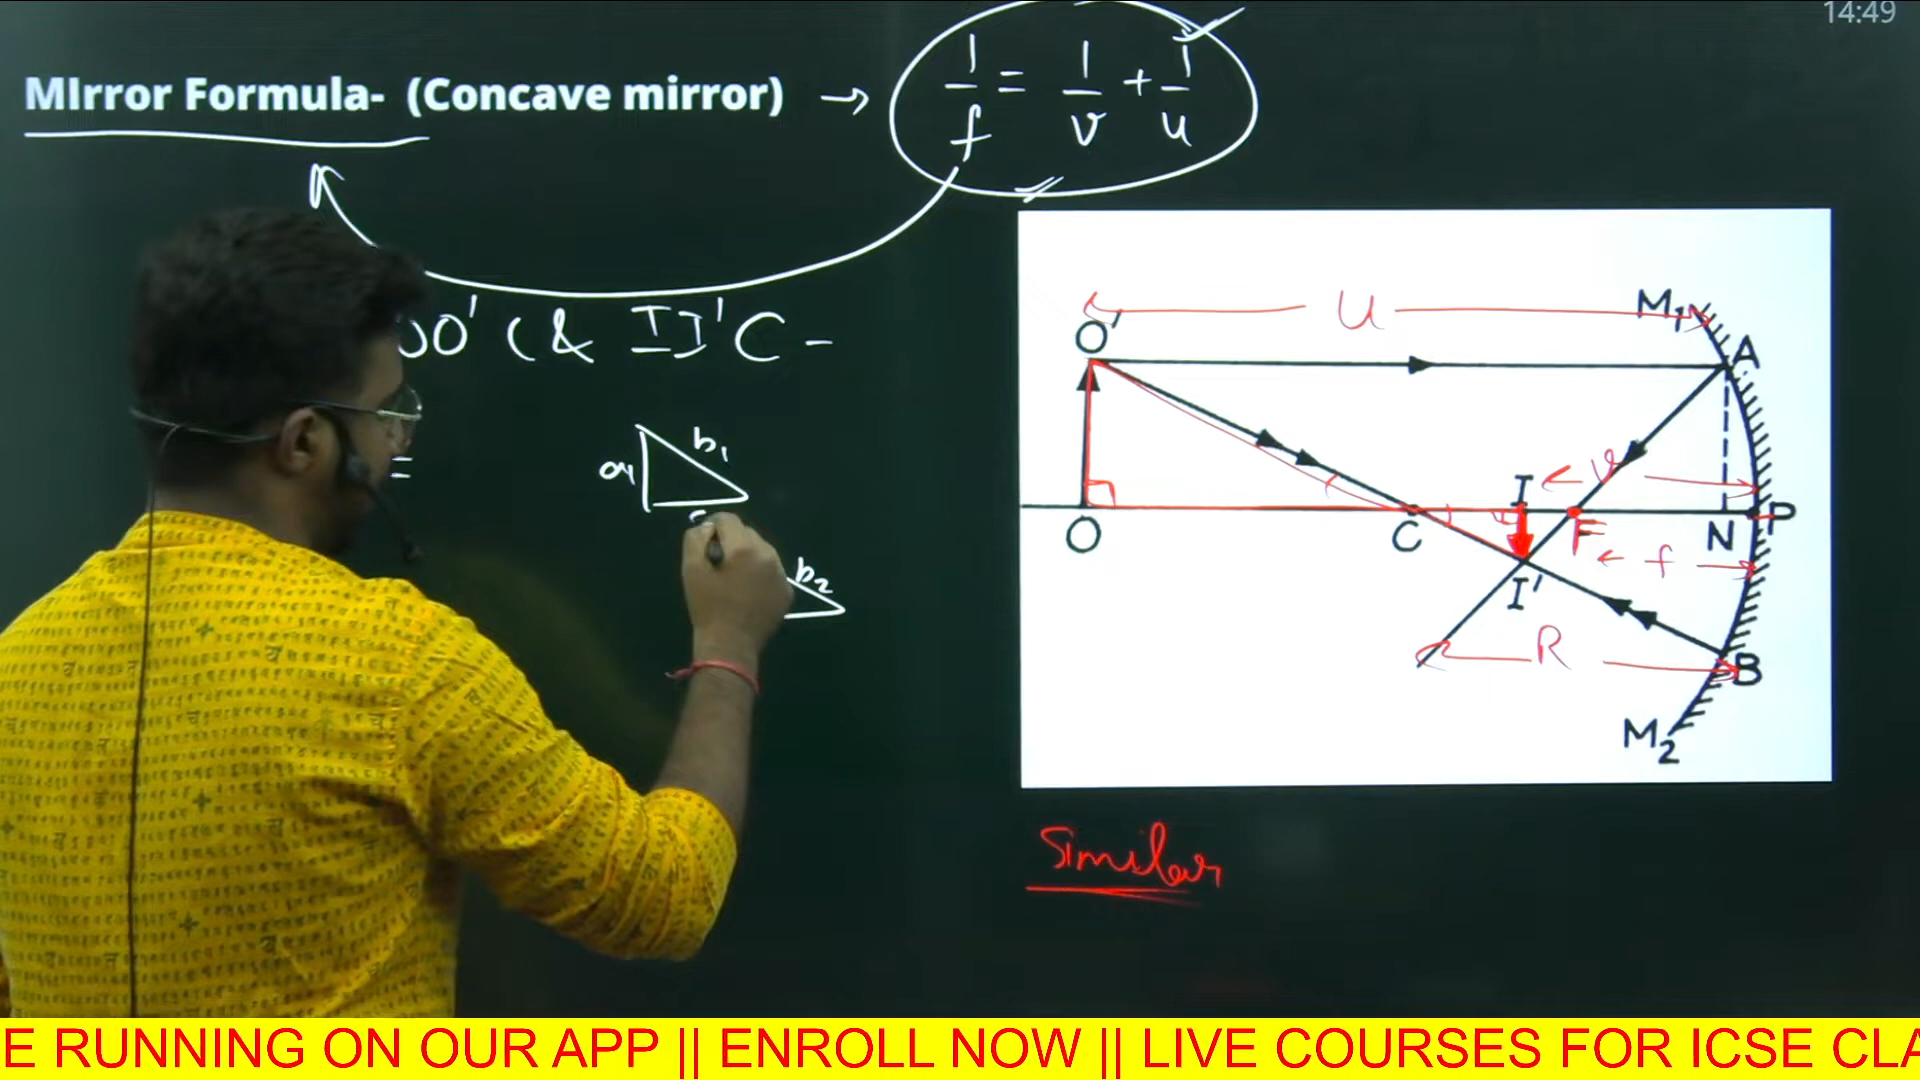 14:49
MIrror Formula- (Concave mirror) → 1/f = 1/v + 1/u
OO'C & II'C -
=
a1
b1
b2
U
M1
O'
A
I
v
O
C
F
N
P
f
I'
R
B
M2
Similar
E RUNNING ON OUR APP || ENROLL NOW || LIVE COURSES FOR ICSE CLA